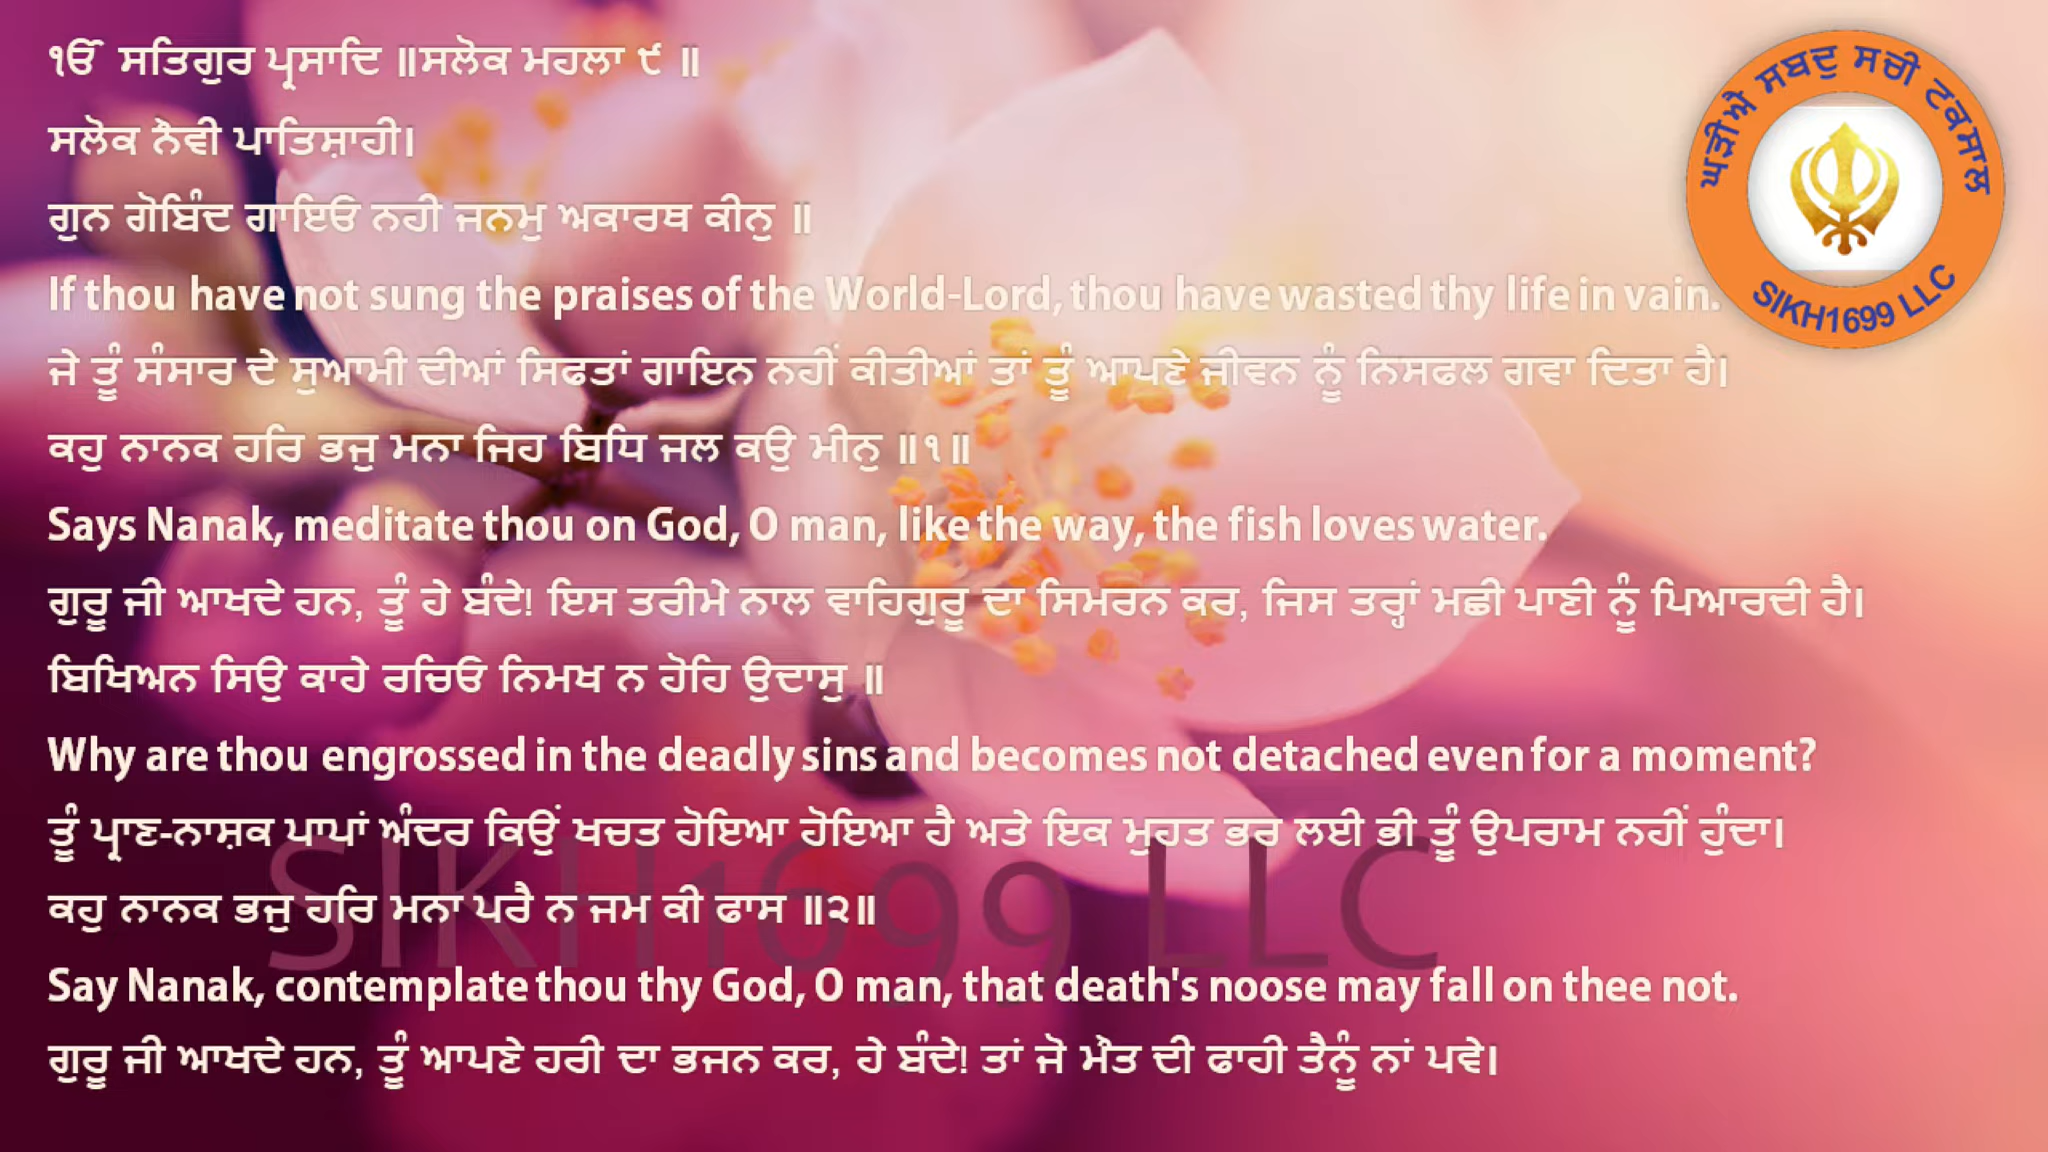 ੴ ਸਤਿਗੁਰ ਪ੍ਰਸਾਦਿ ॥ਸਲੋਕ ਮਹਲਾ ੯ ॥
ਸਲੋਕ ਨੌਵੀ ਪਾਤਿਸ਼ਾਹੀ।
ਗੁਨ ਗੋਬਿੰਦ ਗਾਇਓ ਨਹੀ ਜਨਮੁ ਅਕਾਰਥ ਕੀਨੁ ॥
If thou have not sung the praises of the World-Lord, thou have wasted thy life in vain.
ਜੇ ਤੂੰ ਸੰਸਾਰ ਦੇ ਸੁਆਮੀ ਦੀਆਂ ਸਿਫਤਾਂ ਗਾਇਨ ਨਹੀਂ ਕੀਤੀਆਂ ਤਾਂ ਤੂੰ ਆਪਣੇ ਜੀਵਨ ਨੂੰ ਨਿਸਫਲ ਗਵਾ ਦਿਤਾ ਹੈ।
ਕਹੁ ਨਾਨਕ ਹਰਿ ਭਜੁ ਮਨਾ ਜਿਹ ਬਿਧਿ ਜਲ ਕਉ ਮੀਨੁ ॥੧॥
Says Nanak, meditate thou on God, O man, like the way, the fish loves water.
ਗੁਰੂ ਜੀ ਆਖਦੇ ਹਨ, ਤੂੰ ਹੇ ਬੰਦੇ! ਇਸ ਤਰੀਮੇ ਨਾਲ ਵਾਹਿਗੁਰੂ ਦਾ ਸਿਮਰਨ ਕਰ, ਜਿਸ ਤਰ੍ਹਾਂ ਮਛੀ ਪਾਣੀ ਨੂੰ ਪਿਆਰਦੀ ਹੈ।
ਬਿਖਿਅਨ ਸਿਉ ਕਾਹੇ ਰਚਿਓ ਨਿਮਖ ਨ ਹੋਹਿ ਉਦਾਸੁ ॥
Why are thou engrossed in the deadly sins and becomes not detached even for a moment?
ਤੂੰ ਪ੍ਰਾਣ-ਨਾਸ਼ਕ ਪਾਪਾਂ ਅੰਦਰ ਕਿਉਂ ਖਚਤ ਹੋਇਆ ਹੋਇਆ ਹੈ ਅਤੇ ਇਕ ਮੁਹਤ ਭਰ ਲਈ ਭੀ ਤੂੰ ਉਪਰਾਮ ਨਹੀਂ ਹੁੰਦਾ।
ਕਹੁ ਨਾਨਕ ਭਜੁ ਹਰਿ ਮਨਾ ਪਰੈ ਨ ਜਮ ਕੀ ਫਾਸ ॥੨॥
Say Nanak, contemplate thou thy God, O man, that death's noose may fall on thee not.
ਗੁਰੂ ਜੀ ਆਖਦੇ ਹਨ, ਤੂੰ ਆਪਣੇ ਹਰੀ ਦਾ ਭਜਨ ਕਰ, ਹੇ ਬੰਦੇ! ਤਾਂ ਜੋ ਮੌਤ ਦੀ ਫਾਹੀ ਤੈਨੂੰ ਨਾਂ ਪਵੇ।
ਘੜੀਐ ਸਬਦੁ ਸਚੀ ਟਕਸਾਲ
SIKH1699 LLC
SIKH1699 LLC